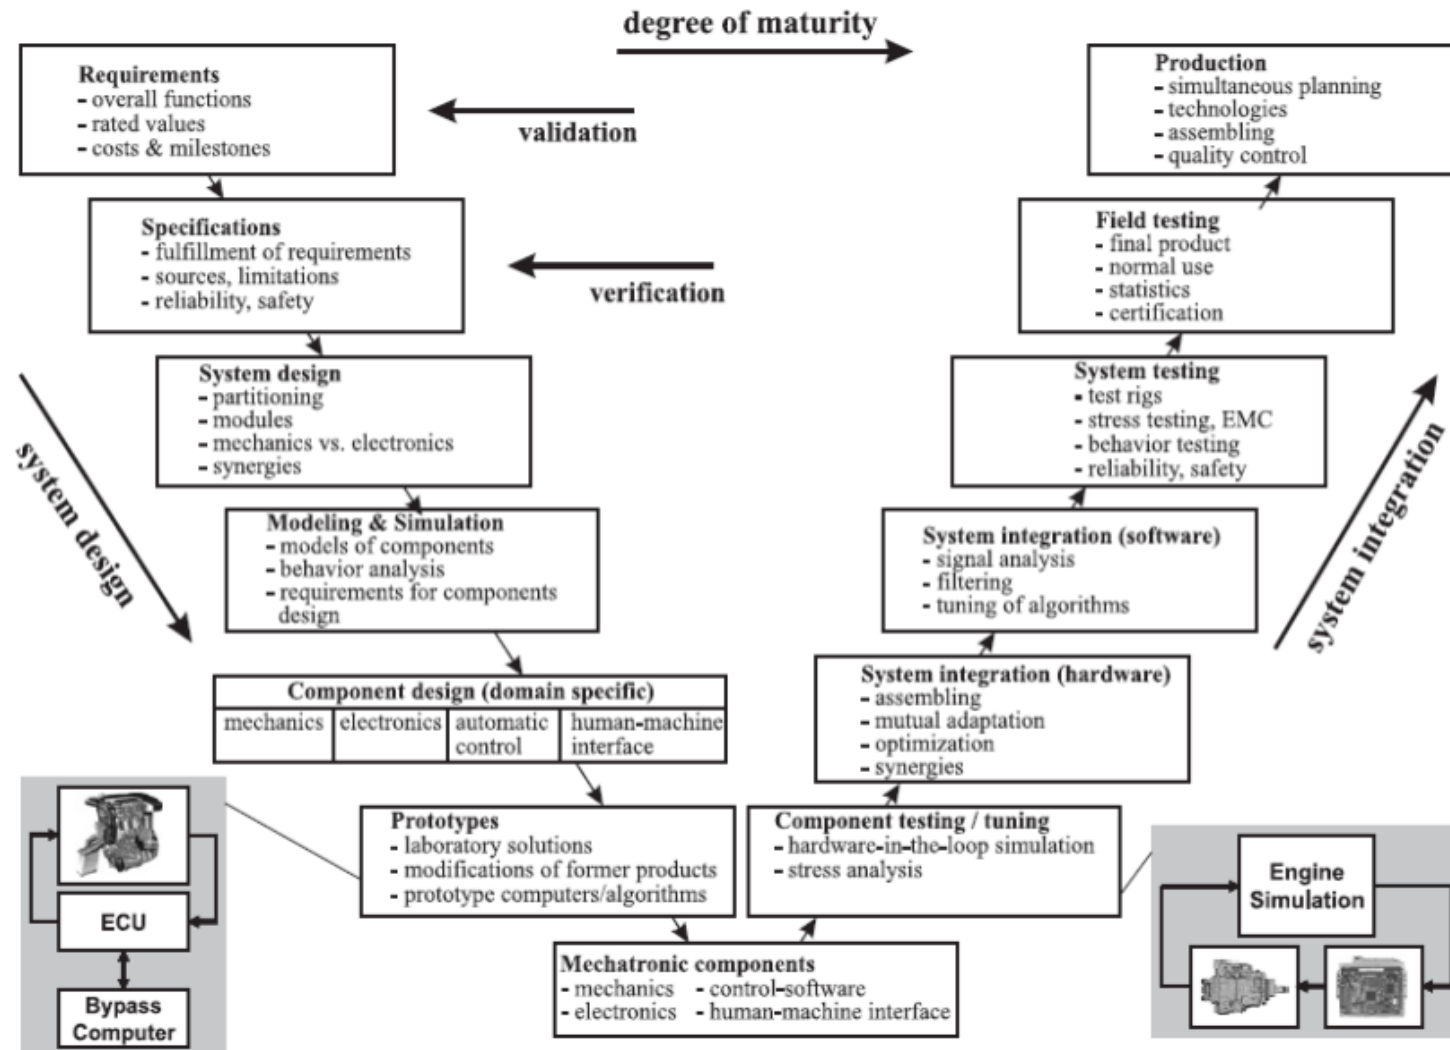 degree of maturity
Requirements
- overall functions
- rated values
- costs & milestones
validation
Production
- simultaneous planning
- technologies
- assembling
- quality control
Specifications
- fulfillment of requirements
- sources, limitations
- reliability, safety
verification
Field testing
- final product
- normal use
- statistics
- certification
system design
System design
- partitioning
- modules
- mechanics vs. electronics
- synergies
System testing
- test rigs
- stress testing, EMC
- behavior testing
- reliability, safety
system integration
Modeling & Simulation
- models of components
- behavior analysis
- requirements for components
design
System integration (software)
- signal analysis
- filtering
- tuning of algorithms
Component design (domain specific)
mechanics
electronics
automatic
control
human-machine
interface
System integration (hardware)
- assembling
- mutual adaptation
- optimization
- synergies
Prototypes
- laboratory solutions
- modifications of former products
- prototype computers/algorithms
Component testing / tuning
- hardware-in-the-loop simulation
- stress analysis
ECU
Bypass
Computer
Engine
Simulation
Mechatronic components
- mechanics - control-software
- electronics - human-machine interface